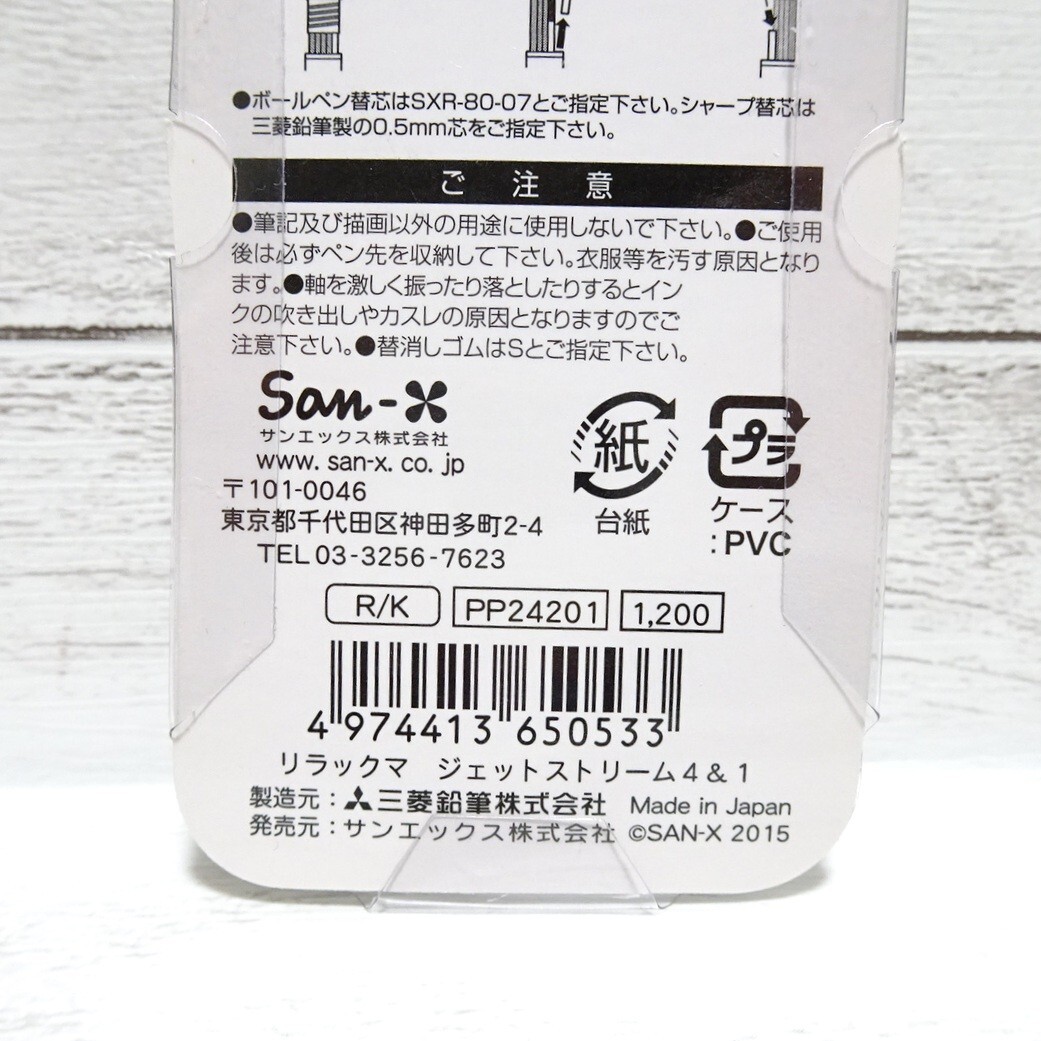 ●ボールペン替芯はSXR-80-07とご指定下さい。シャープ替芯は
三菱鉛筆製の0.5mm芯をご指定下さい。
ご注意
●筆記及び描画以外の用途に使用しないで下さい。●ご使用
後は必ずペン先を収納して下さい。衣服等を汚す原因となり
ます。●軸を激しく振ったり落としたりするとイン
クの吹き出しやカスレの原因となりますのでご
注意下さい。●替消しゴムはSとご指定下さい。
San-X
サンエックス株式会社
www. san-x. co. jp
〒101-0046
東京都千代田区神田多町2-4
TEL 03-3256-7623
紙
台紙
プラ
ケース
:PVC
R/K PP24201 1,200
4 974413 650533
リラックマ ジェットストリーム4&1
製造元:三菱鉛筆株式会社 Made in Japan
発売元:サンエックス株式会社 ©SAN-X 2015